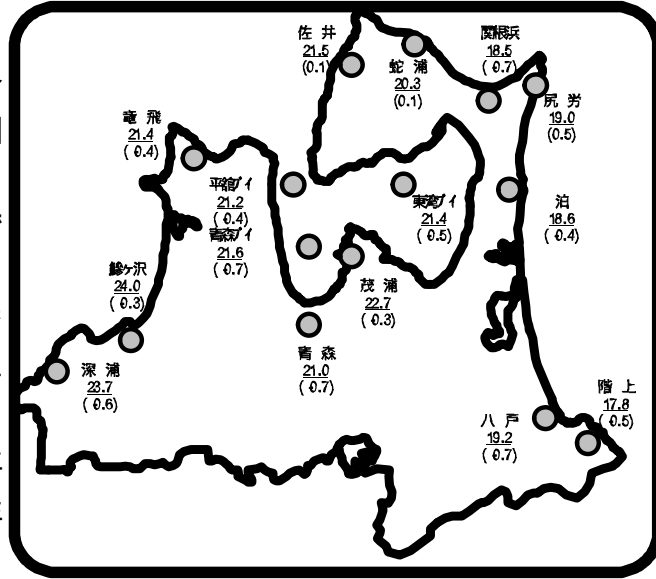 佐井
21.5
(0.1)
蛇浦
20.3
(0.1)
関根浜
18.5
(-0.7)
尻労
19.0
(0.5)
竜飛
21.4
(-0.4)
平舘ブイ
21.2
(-0.4)
青森ブイ
21.6
(-0.7)
東湾ブイ
21.4
(-0.5)
泊
18.6
(-0.4)
鰺ヶ沢
24.0
(-0.3)
茂浦
22.7
(-0.3)
深浦
23.7
(-0.6)
青森
21.0
(-0.7)
八戸
19.2
(-0.7)
階上
17.8
(-0.5)